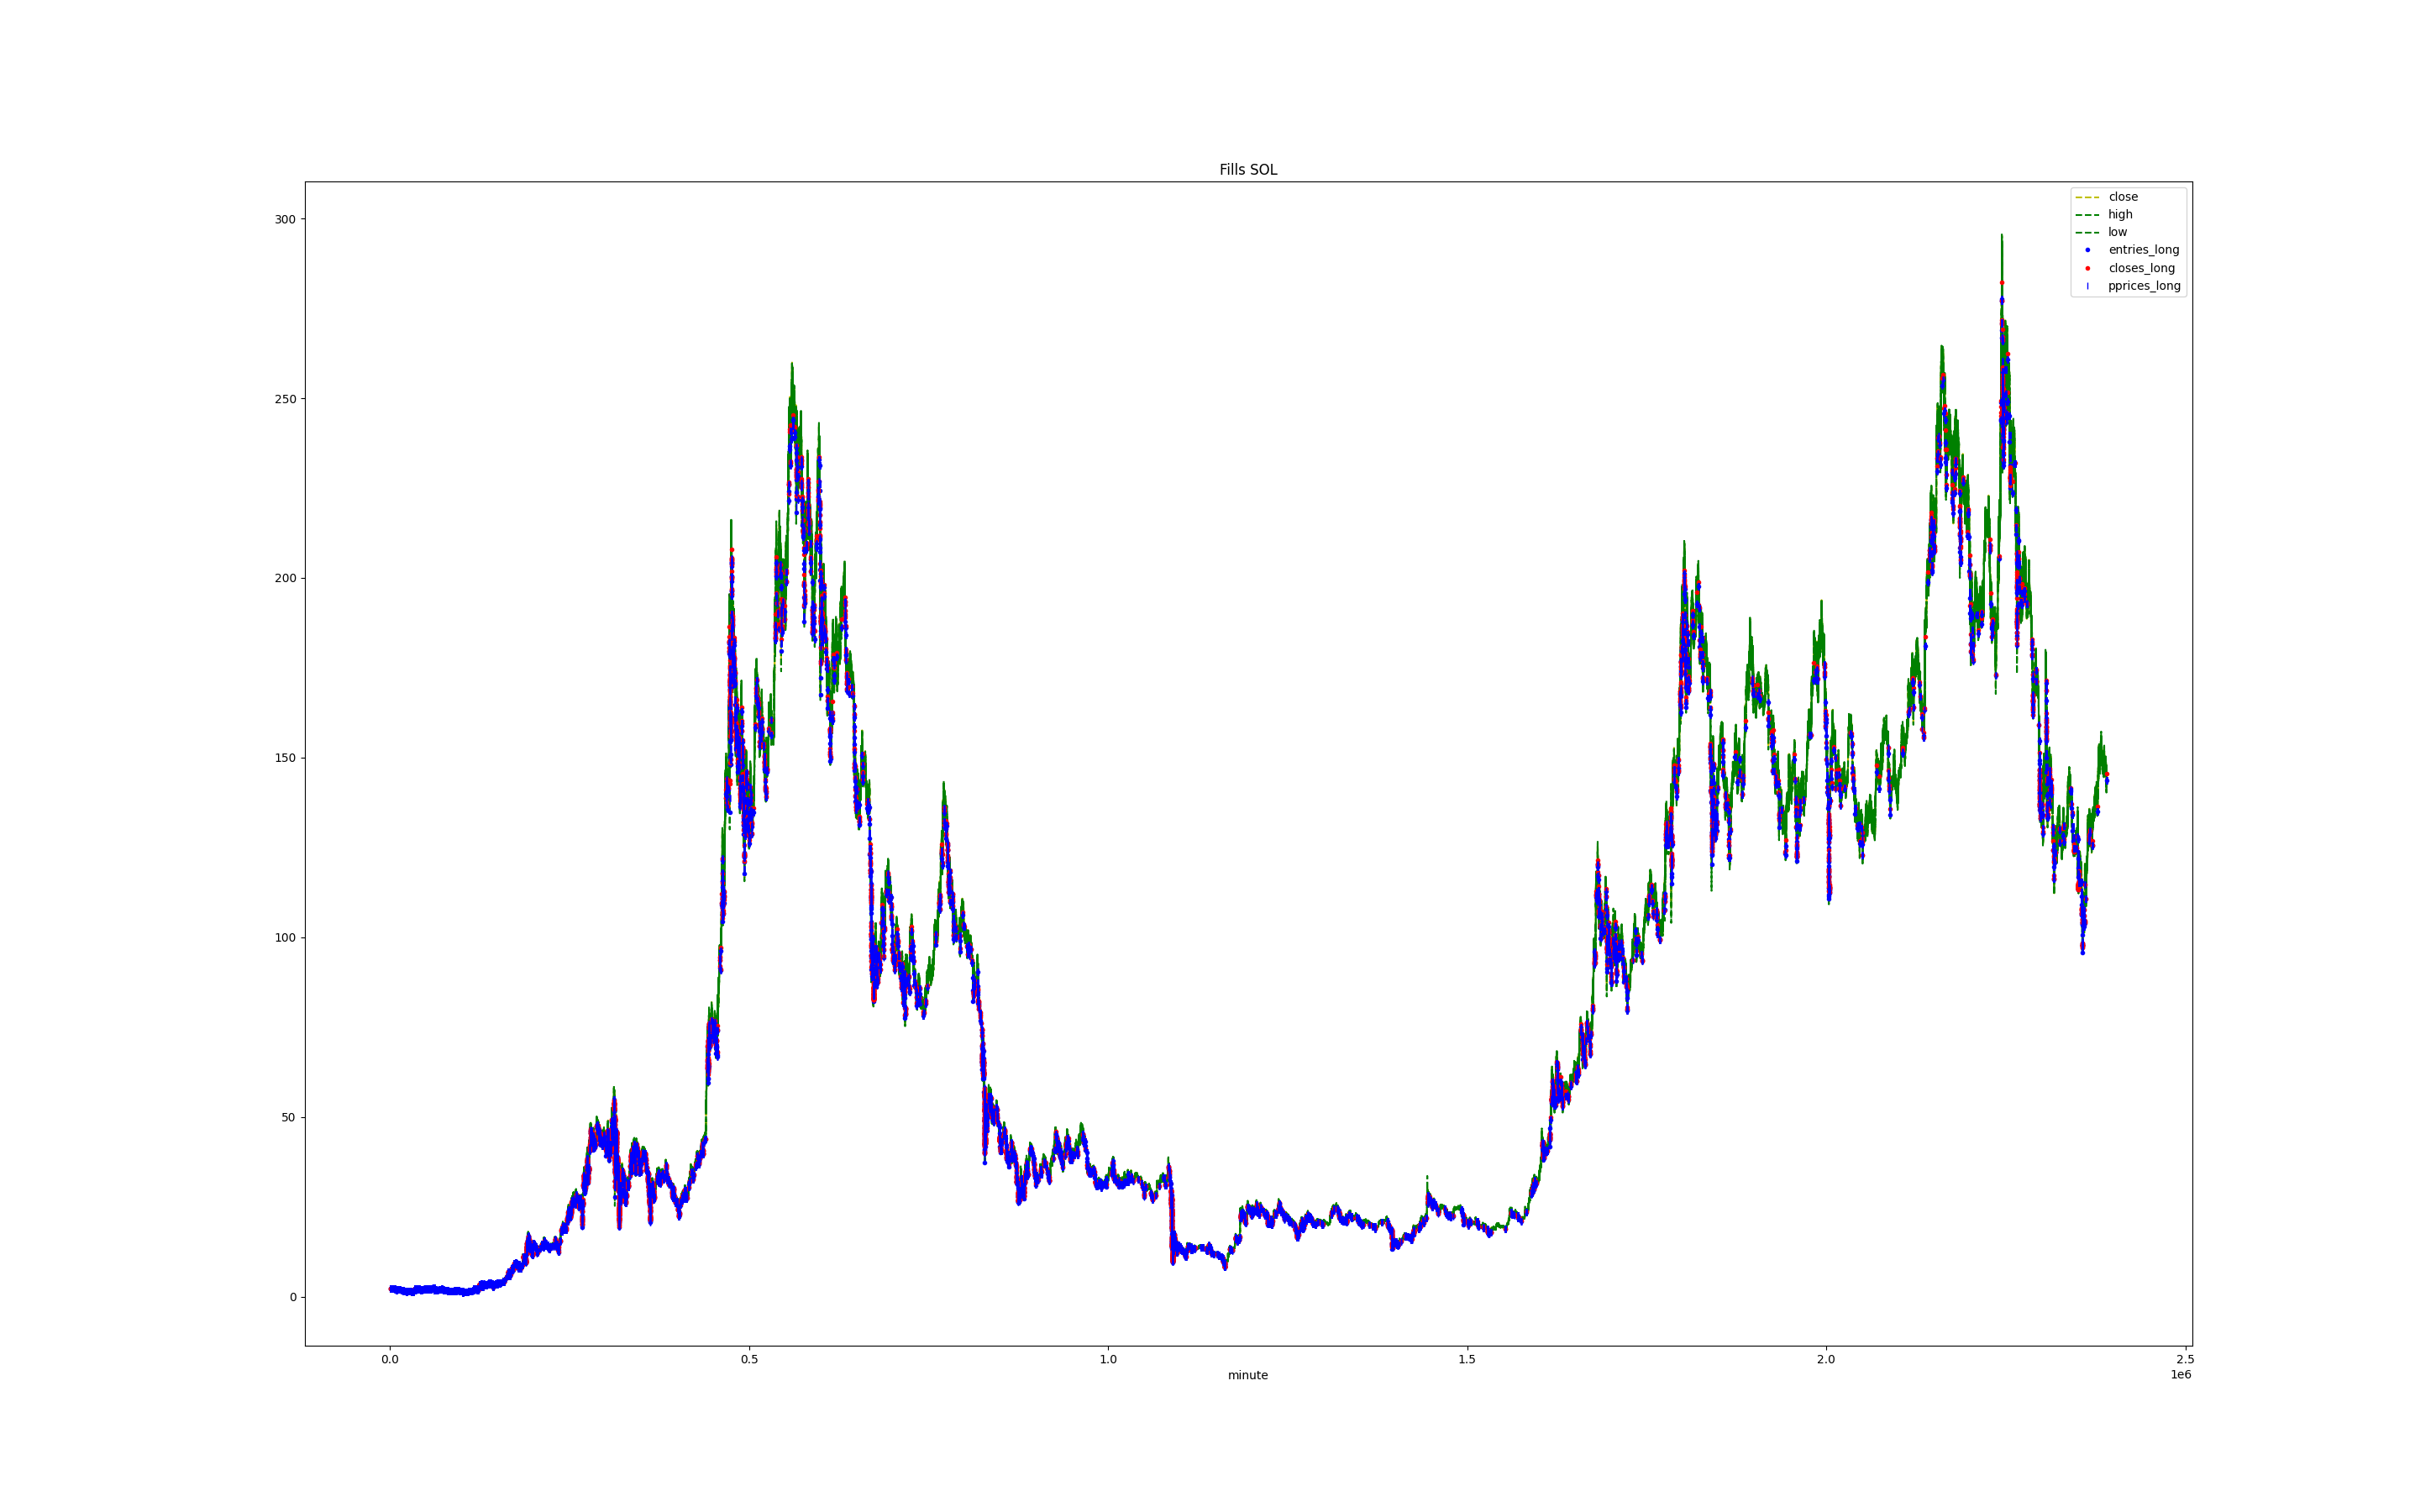 Fills SOL
close
high
low
entries_long
closes_long
pprices_long
300
250
200
150
100
50
0
0.0 0.5 1.0 1.5 2.0 2.5
minute 1e6